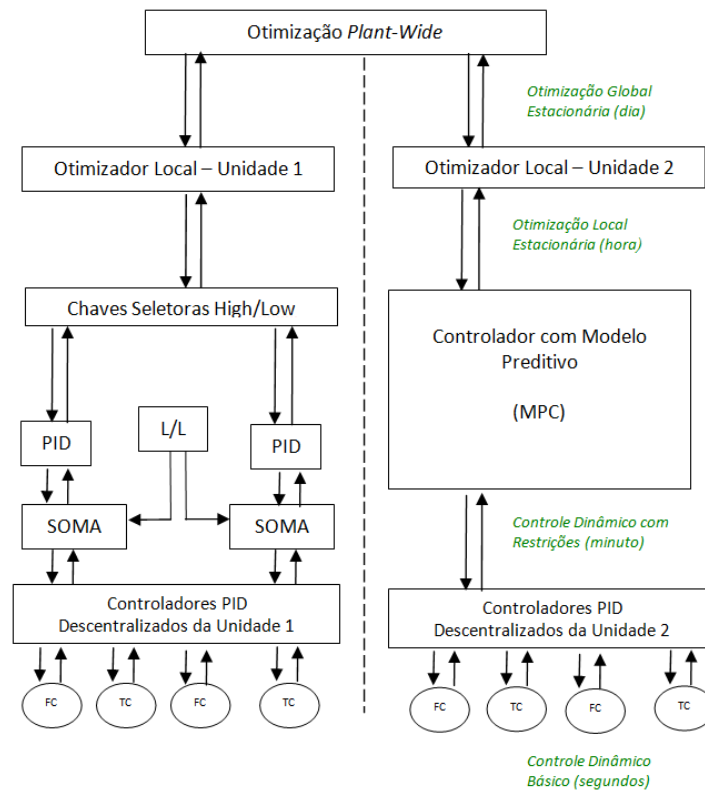 Otimização Plant-Wide
Otimização Global
Estacionária (dia)
Otimizador Local – Unidade 1
Otimizador Local – Unidade 2
Otimização Local
Estacionária (hora)
Chaves Seletoras High/Low
Controlador com Modelo
Preditivo
(MPC)
PID
L/L
PID
SOMA
SOMA
Controle Dinâmico com
Restrições (minuto)
Controladores PID
Descentralizados da Unidade 1
Controladores PID
Descentralizados da Unidade 2
FC
TC
FC
TC
FC
TC
FC
TC
Controle Dinâmico
Básico (segundos)